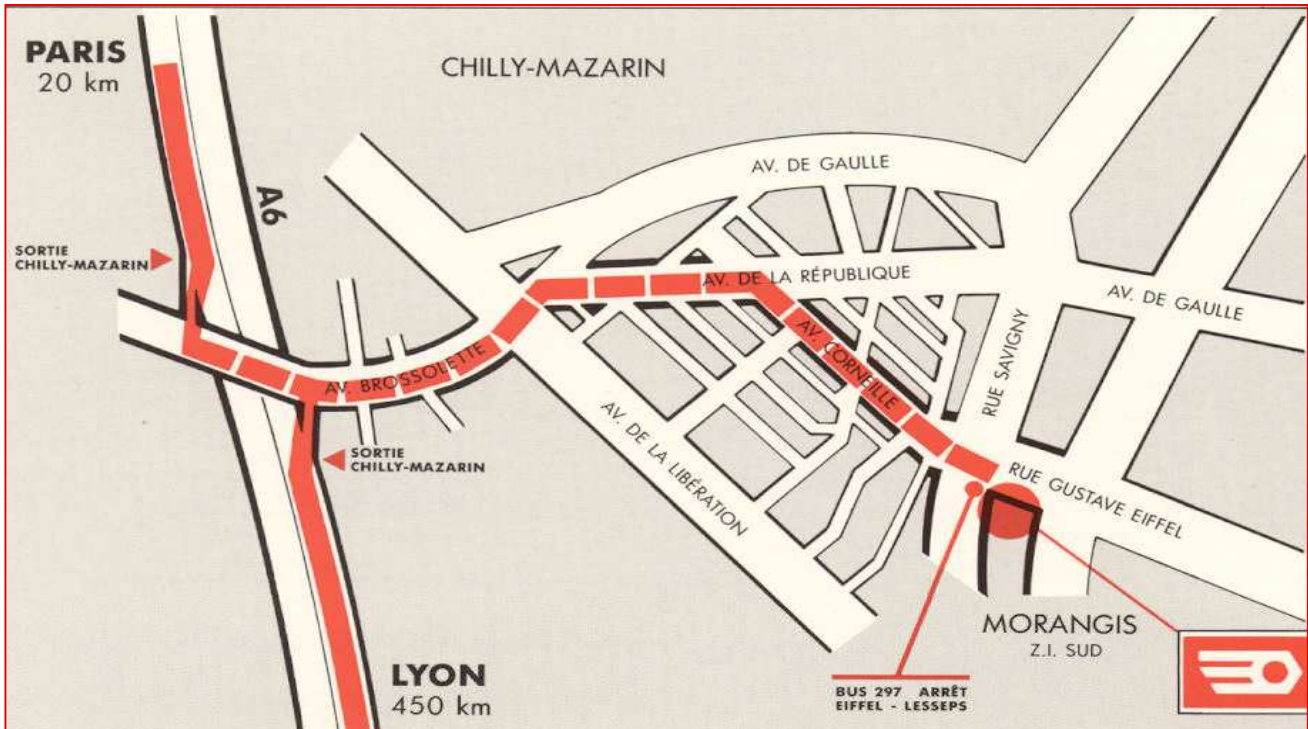 PARIS
20 km
CHILLY-MAZARIN
AV. DE GAULLE
A6
SORTIE
CHILLY-MAZARIN
AV. DE LA RÉPUBLIQUE
AV. DE GAULLE
AV. BROSSOLETTE
AV. CORNEILLE
RUE SAVIGNY
SORTIE
CHILLY-MAZARIN
AV. DE LA LIBÉRATION
RUE GUSTAVE EIFFEL
MORANGIS
Z.I. SUD
LYON
450 km
BUS 297 ARRÊT
EIFFEL - LESSEPS